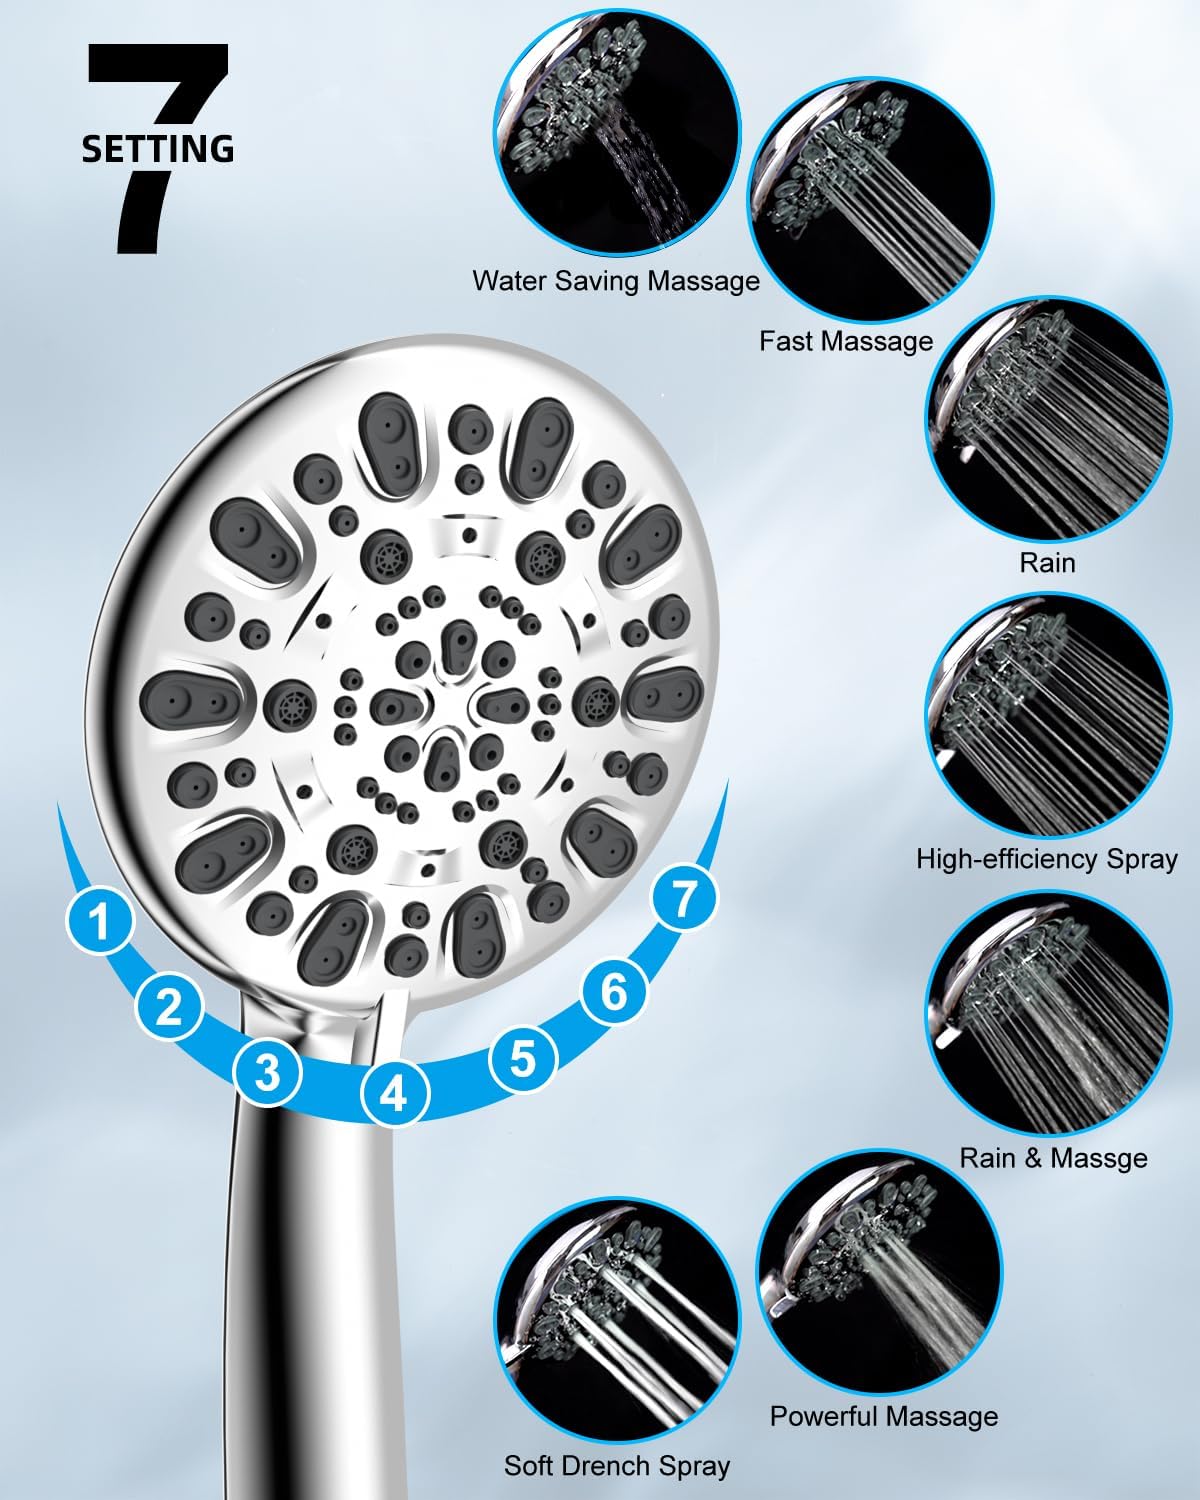 7
SETTING
Water Saving Massage
Fast Massage
Rain
High-efficiency Spray
Rain & Massge
Powerful Massage
Soft Drench Spray
1
2
3
4
5
6
7